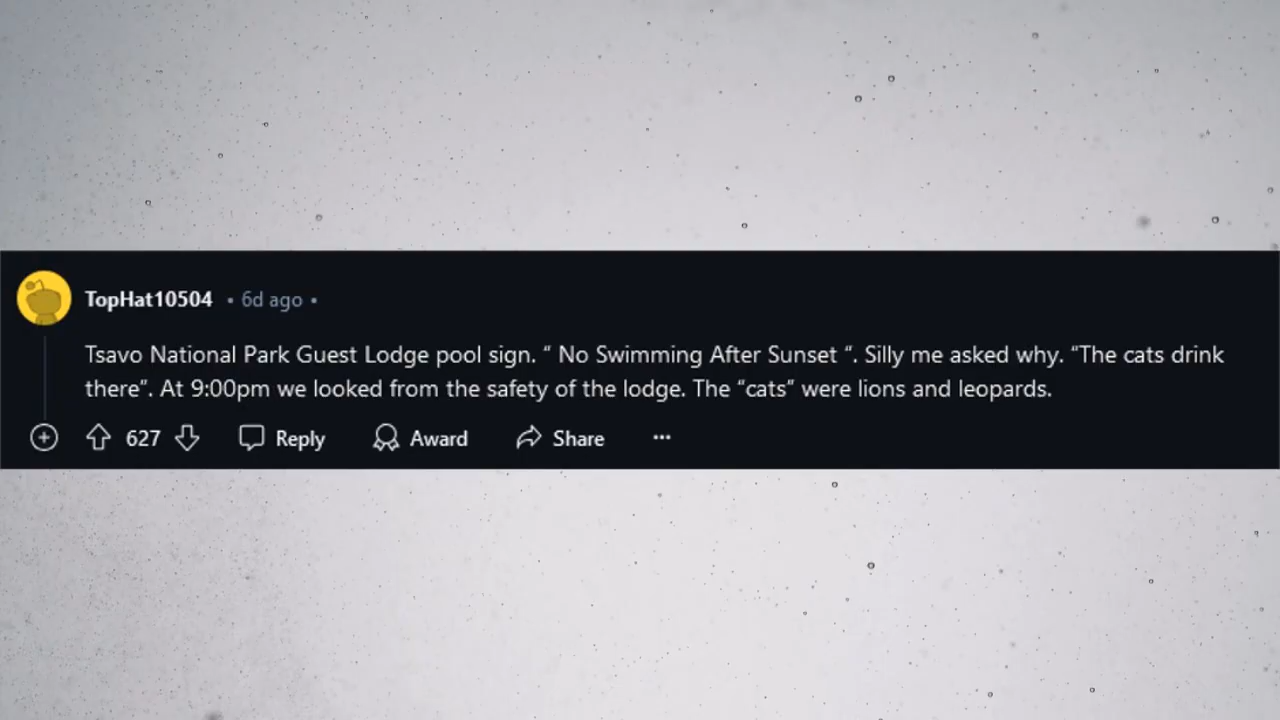 TopHat10504 • 6d ago •
Tsavo National Park Guest Lodge pool sign. “ No Swimming After Sunset “. Silly me asked why. “The cats drink
there”. At 9:00pm we looked from the safety of the lodge. The “cats” were lions and leopards.
627 Reply Award Share ...